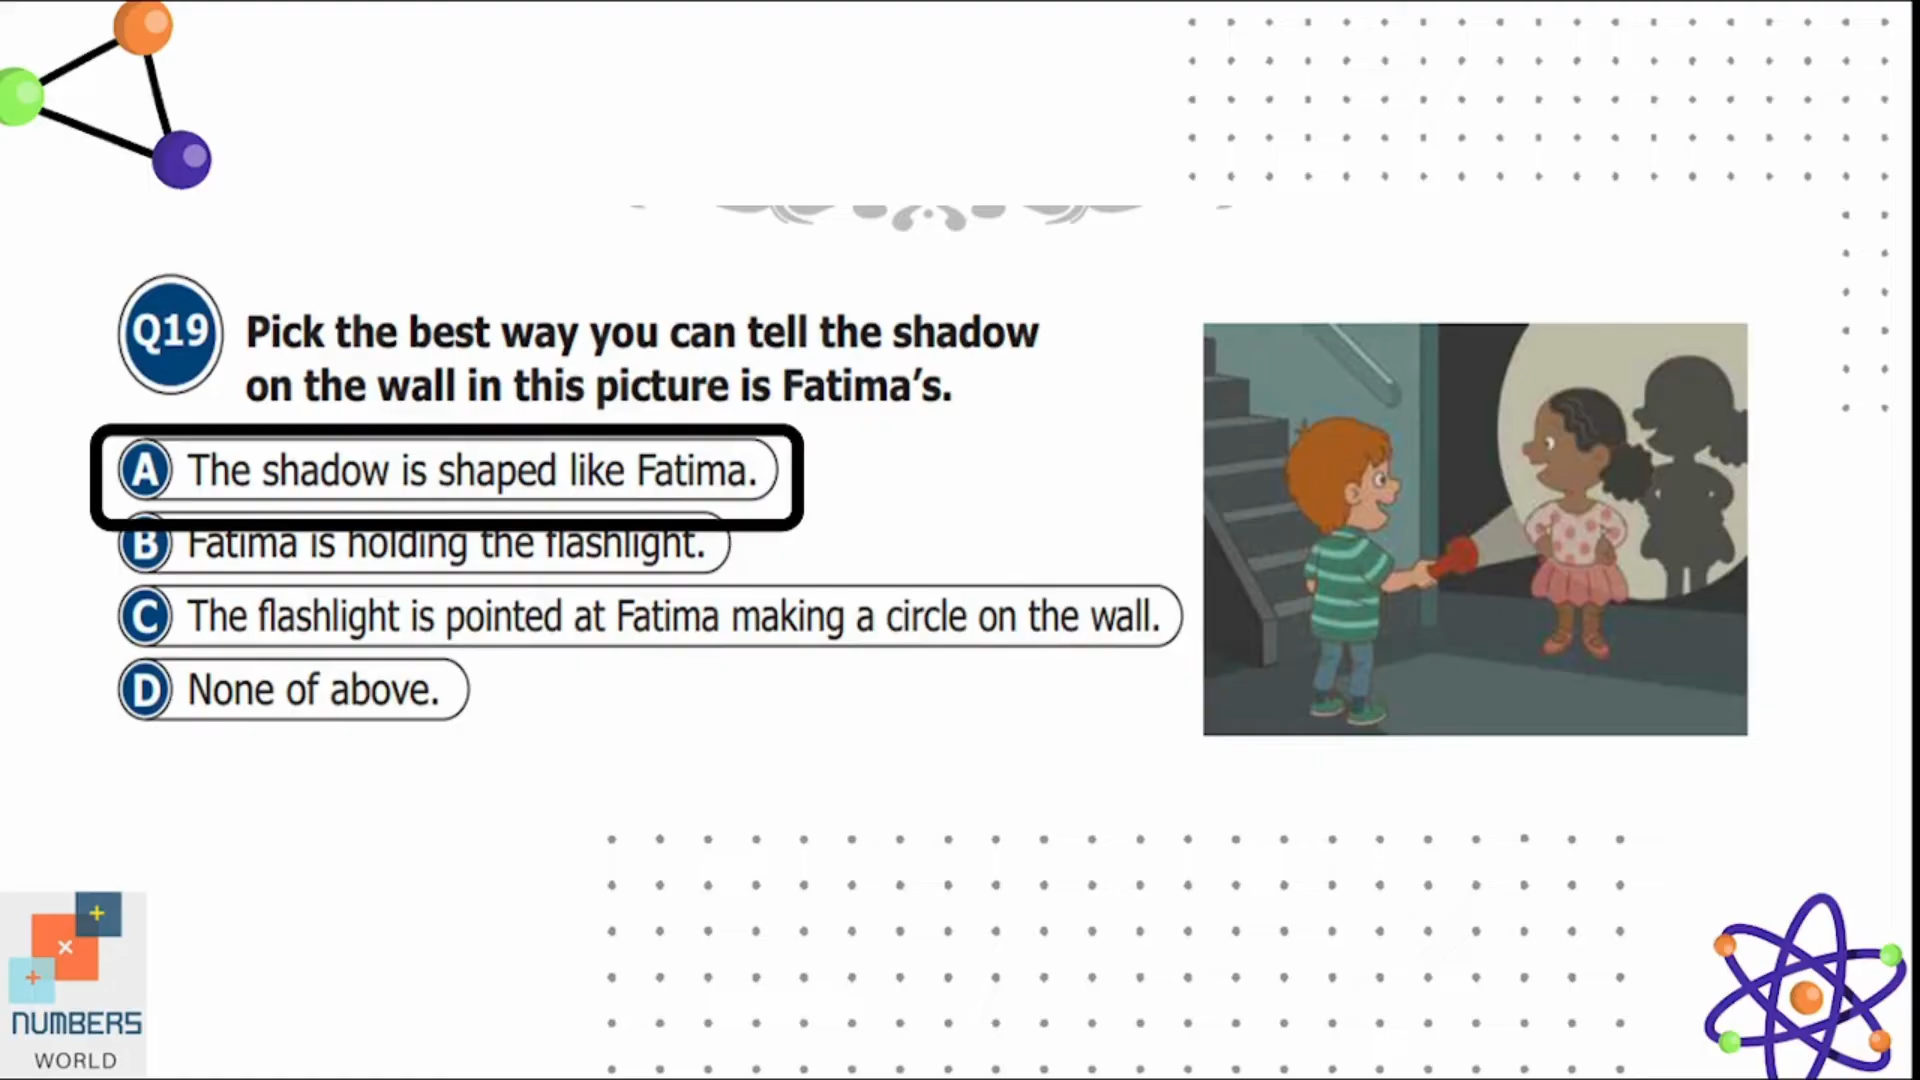 Q19
Pick the best way you can tell the shadow
on the wall in this picture is Fatima's.
A The shadow is shaped like Fatima.
B Fatima is holding the flashlight.
C The flashlight is pointed at Fatima making a circle on the wall.
D None of above.
+
×
+
NUMBERS
WORLD